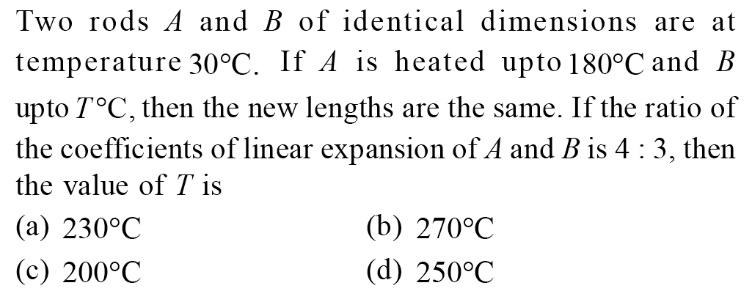 Two rods A and B of identical dimensions are at
temperature 30°C. If A is heated upto 180°C and B
upto T°C, then the new lengths are the same. If the ratio of
the coefficients of linear expansion of A and B is 4 : 3, then
the value of T is
(a) 230°C (b) 270°C
(c) 200°C (d) 250°C